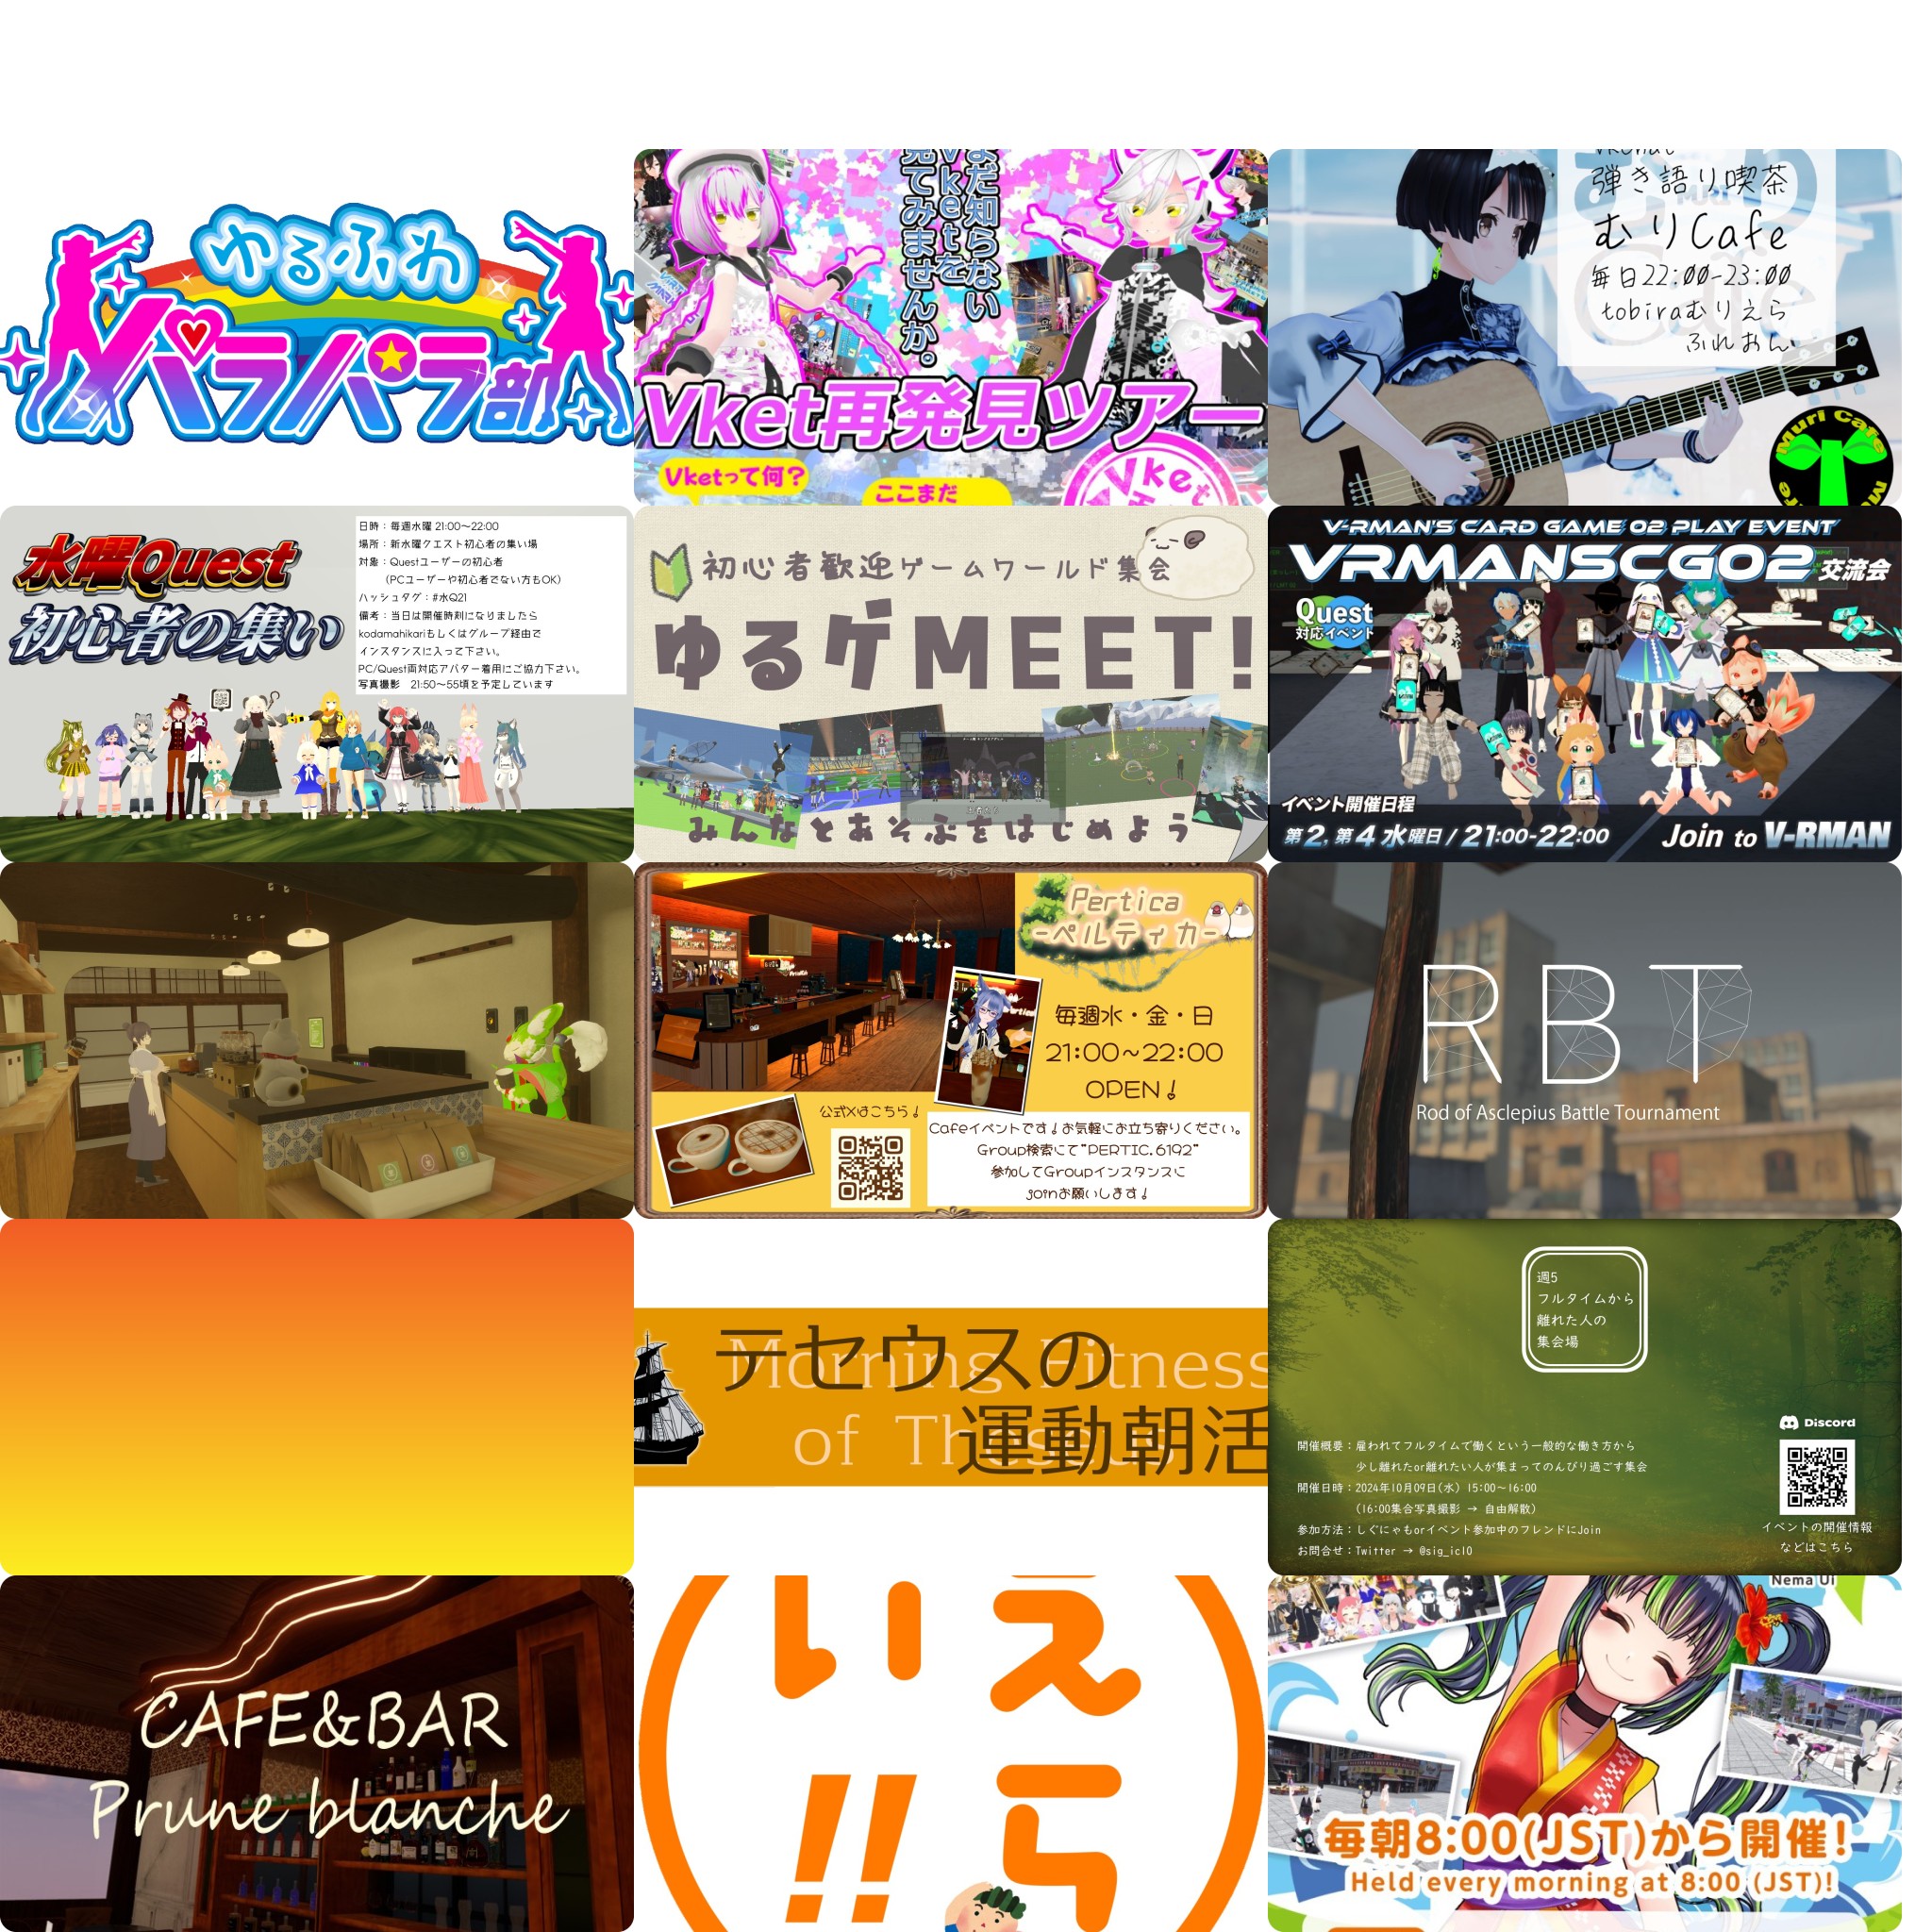 ゆるふわ
パラパラ部
まだ知らない
Vketを
見てみませんか。
Vket再発見ツアー
Vketって何?
ここまだ
Vket
弾き語り喫茶
むりCafe
毎日22:00-23:00
tobiraむりえら
ふれおん
Muri Cafe
水曜Quest
初心者の集い
日時：毎週水曜 21:00～22:00
場所：新水曜クエスト初心者の集い場
対象：Questユーザーの初心者
(PCユーザーや初心者でない方もOK)
ハッシュタグ：#水Q21
備考：当日は開催時刻になりましたら
kodamahikariもしくはグループ経由で
インスタンスに入って下さい。
PC/Quest両対応アバター着用にご協力下さい。
写真撮影　21:50～55頃を予定しています
初心者歓迎ゲームワールド集会
ゆるゲMEET!
みんなとあそぶをはじめよう
V-RMAN'S CARD GAME 02 PLAY EVENT
VRMANSCG02交流会
Quest
対応イベント
イベント開催日程
第2,第4水曜日/21:00-22:00
Join to V-RMAN
Pertica
-ペルティカ-
毎週水・金・日
21:00~22:00
OPEN!
公式Xはこちら!
Cafeイベントです!お気軽にお立ち寄りください。
Group検索にて"PERTIC.6192"
参加してGroupインスタンスに
joinお願いします!
RBT
Rod of Asclepius Battle Tournament
テセウスの
運動朝活
Morning Fitness
of Theseus
週5
フルタイムから
離れた人の
集会場
Discord
開催概要：雇われてフルタイムで働くという一般的な働き方から
少し離れたor離れたい人が集まってのんびり過ごす集会
開催日時：2024年10月09日(水) 15:00～16:00
(16:00集合写真撮影 → 自由解散)
参加方法：しぐにゃもorイベント参加中のフレンドにJoin
お問合せ：Twitter → @sig_icl0
イベントの開催情報
などはこちら
CAFE&BAR
Prune blanche
えら
い!!
Nema Ui
毎朝8:00(JST)から開催!
Held every morning at 8:00 (JST)!